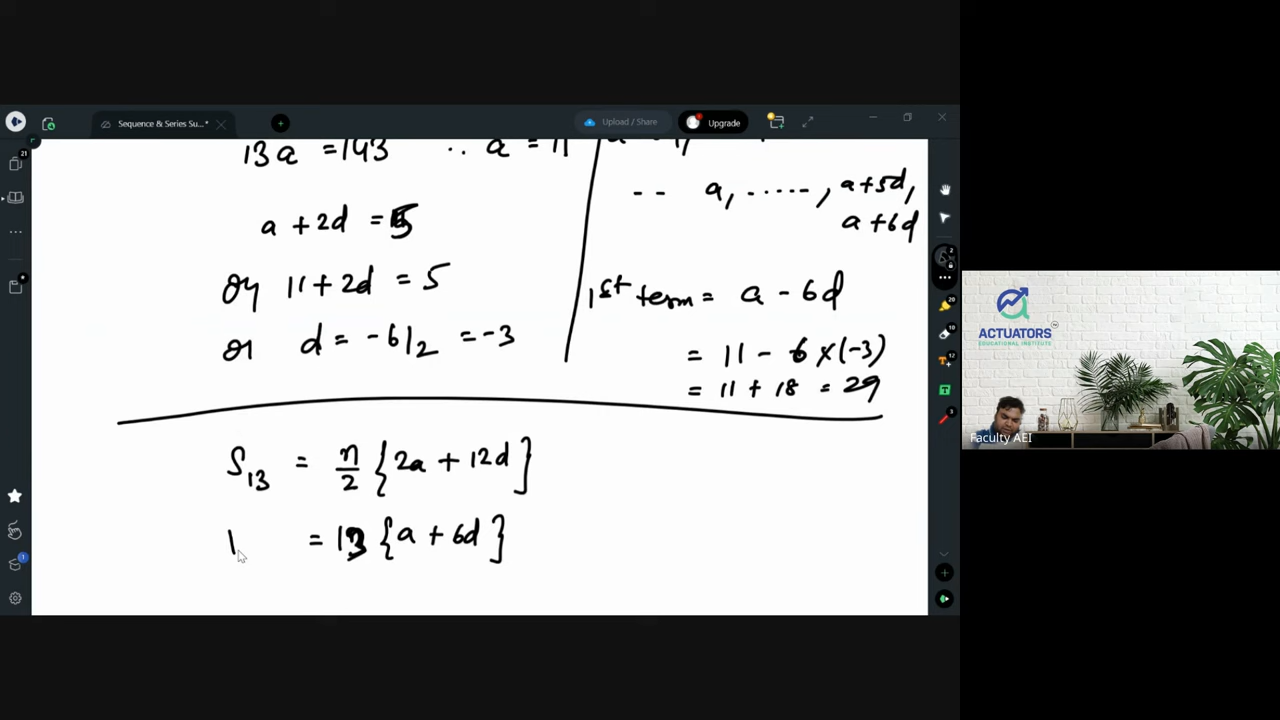 Sequence & Series Su...*
Upload / Share
Upgrade
13a = 143 ∴ a = 11
a + 2d = 5
or 11 + 2d = 5
or d = -6/2 = -3
-- a, ....., a+5d,
a+6d
1st term = a - 6d
= 11 - 6 x (-3)
= 11 + 18 = 29
S13 = n/2 {2a + 12d}
1 = 13 {a + 6d}
ACTUATORS
EDUCATIONAL INSTITUTE
Faculty AEI